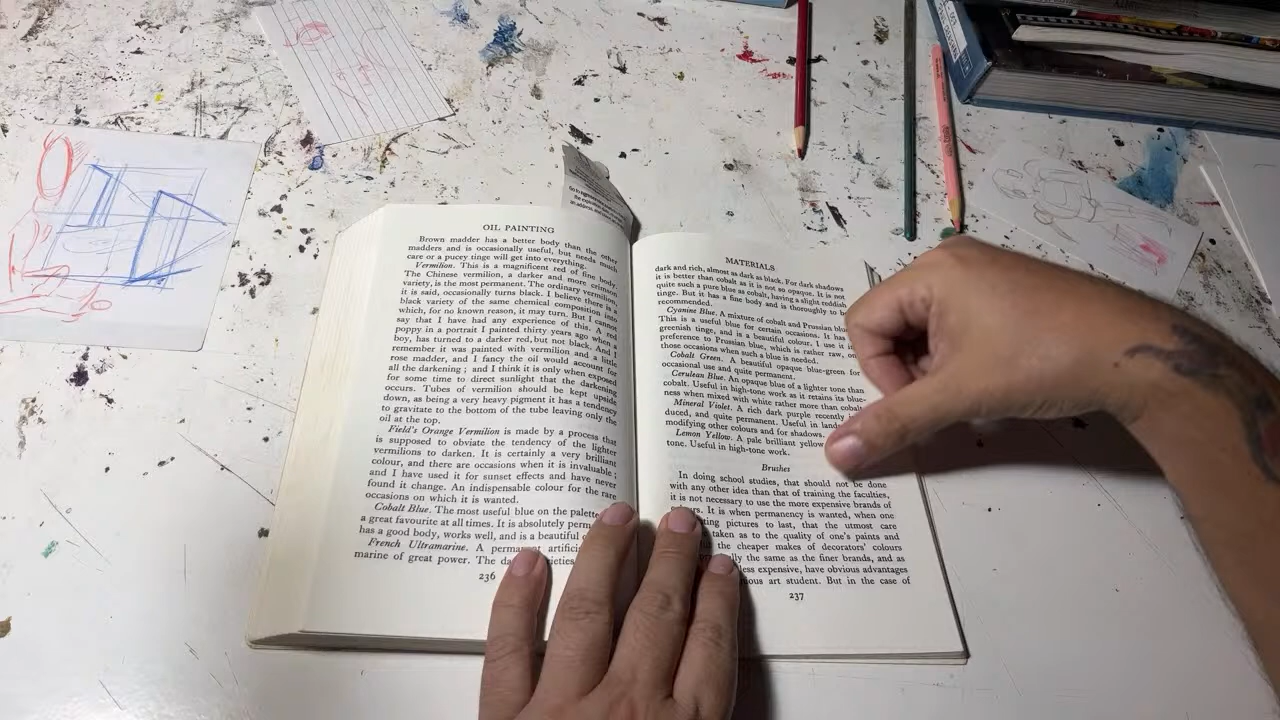 OIL PAINTING
Brown madder has a better body than the other
madders and is occasionally useful, but needs much
care or a pucey tinge will get into everything.
Vermilion. This is a magnificent red of fine body.
The Chinese vermilion, a darker and more crimson
variety, is the most permanent. The ordinary vermilion,
it is said, occasionally turns black. I believe there is a
black variety of the same chemical composition into
which, for no known reason, it may turn. But I cannot
say that I have had any experience of this. A red
poppy in a portrait I painted thirty years ago when a
boy, has turned to a darker red, but not black. And I
remember it was painted with vermilion and a little
rose madder, and I fancy the oil would account for
all the darkening ; and I think it is only when exposed
for some time to direct sunlight that the darkening
occurs. Tubes of vermilion should be kept upside
down, as being a very heavy pigment it has a tendency
to gravitate to the bottom of the tube leaving only the
oil at the top.
Field's Orange Vermilion is made by a process that
is supposed to obviate the tendency of the lighter
vermilions to darken. It is certainly a very brilliant
colour, and there are occasions when it is invaluable ;
and I have used it for sunset effects and have never
found it change. An indispensable colour for the rare
occasions on which it is wanted.
Cobalt Blue. The most useful blue on the palette
a great favourite at all times. It is absolutely
has a good body, works well, and is a beautiful
French Ultramarine. A permanent
marine of great power. The
236
MATERIALS
dark and rich, almost as dark as black. For dark shadows
it is better than cobalt as it is not so opaque. It is not
quite such a pure blue as cobalt, having a slight reddish
tinge. But it has a fine body and is thoroughly to be
recommended.
Cyanine Blue. A mixture of cobalt and Prussian blue
This is a useful blue for certain occasions. It has
greenish tinge, and is a beautiful colour. I use it
preference to Prussian blue, which is rather raw, on
those occasions when such a blue is needed.
Cobalt Green. A beautiful opaque blue-green for
occasional use and quite permanent.
Cerulean Blue. An opaque blue of a lighter tone than
cobalt. Useful in high-tone work as it retains its blue-
ness when mixed with white rather more than cobalt
Mineral Violet. A rich dark purple recently
duced, and quite permanent. Useful in
modifying other colours and for shadows.
Lemon Yellow. A pale brilliant yellow
tone. Useful in high-tone work.
Brushes
In doing school studies, that should not be done
with any other idea than that of training the faculties,
it is not necessary to use the more expensive brands of
It is when permanency is wanted, when one
pictures to last, that the utmost care
taken as to the quality of one's paints and
the cheaper makes of decorators' colours
the same as the finer brands, and as
less expensive, have obvious advantages
art student. But in the case of
237